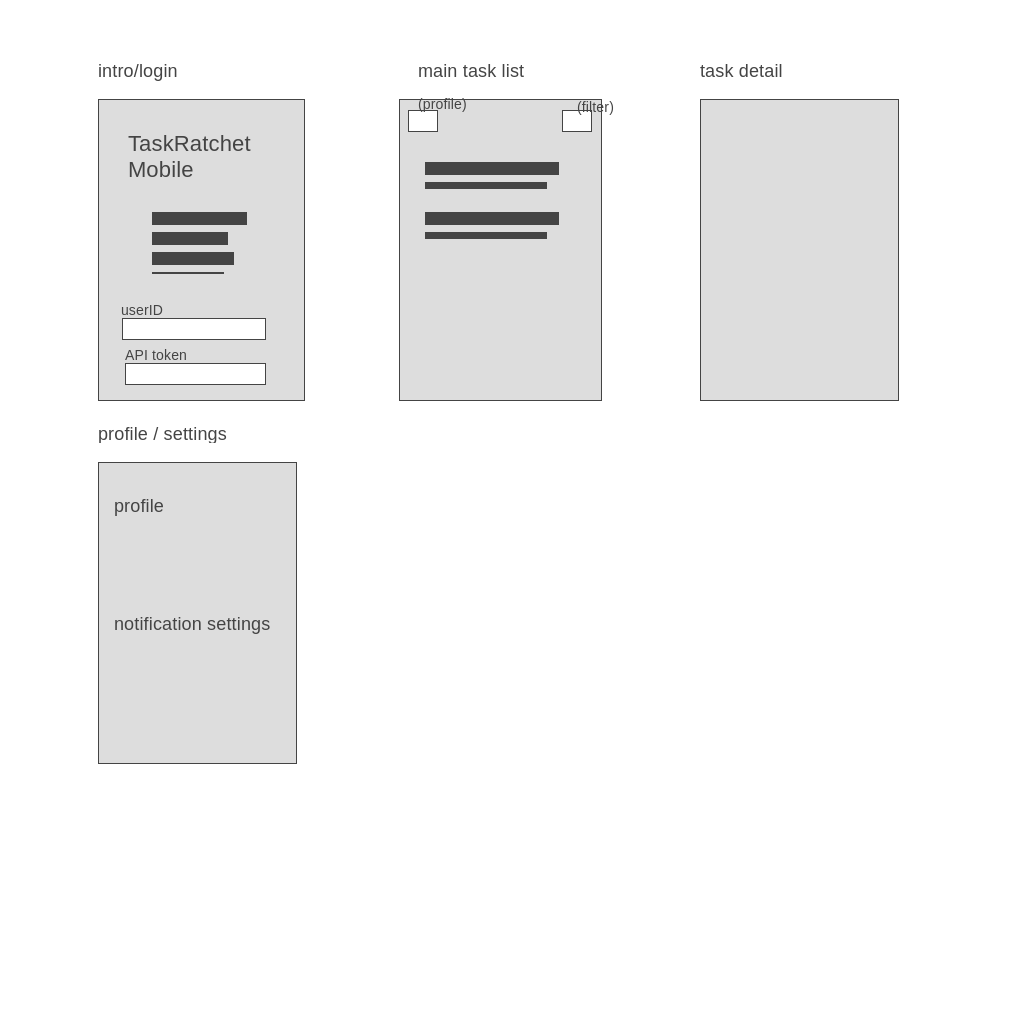 intro/login
main task list
task detail
(profile)
(filter)
TaskRatchet
Mobile
userID
API token
profile / settings
profile
notification settings